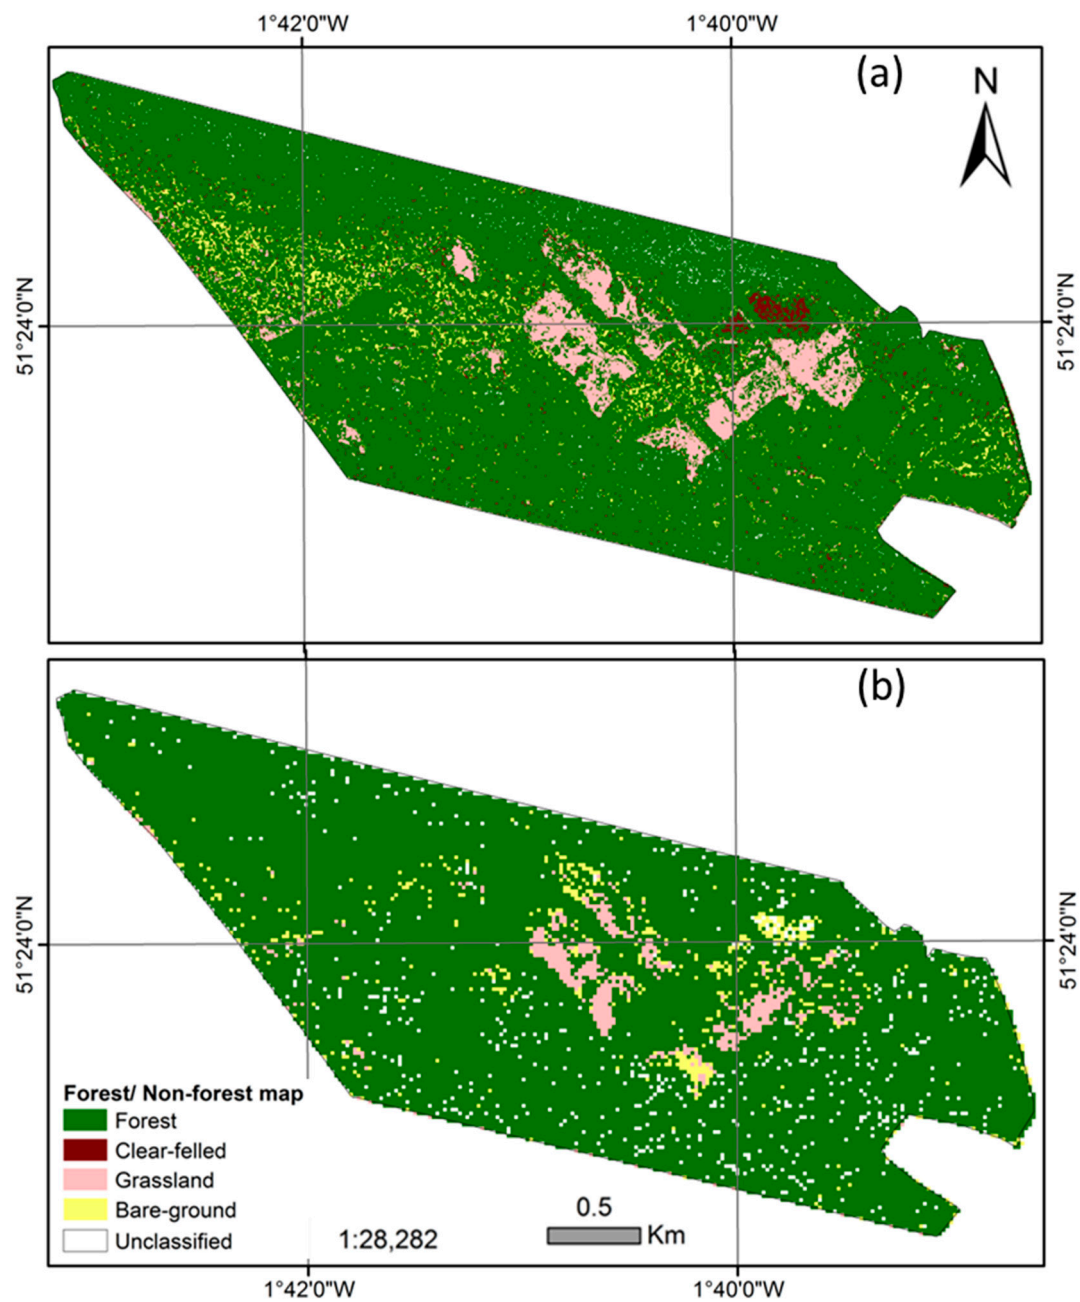 1°42'0"W
1°40'0"W
(a)
N
51°24'0"N
51°24'0"N
(b)
51°24'0"N
51°24'0"N
Forest/ Non-forest map
Forest
Clear-felled
Grassland
Bare-ground
Unclassified
1:28,282
0.5
Km
1°42'0"W
1°40'0"W